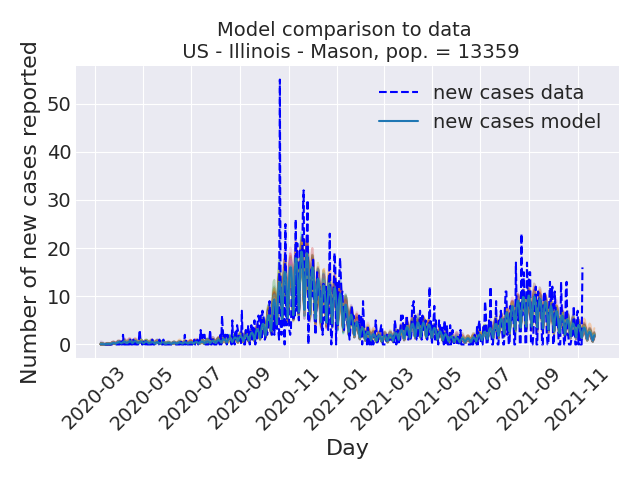 Model comparison to data
US - Illinois - Mason, pop. = 13359
Number of new cases reported
50
40
30
20
10
0
new cases data
new cases model
2020-03
2020-05
2020-07
2020-09
2020-11
2021-01
2021-03
2021-05
2021-07
2021-09
2021-11
Day